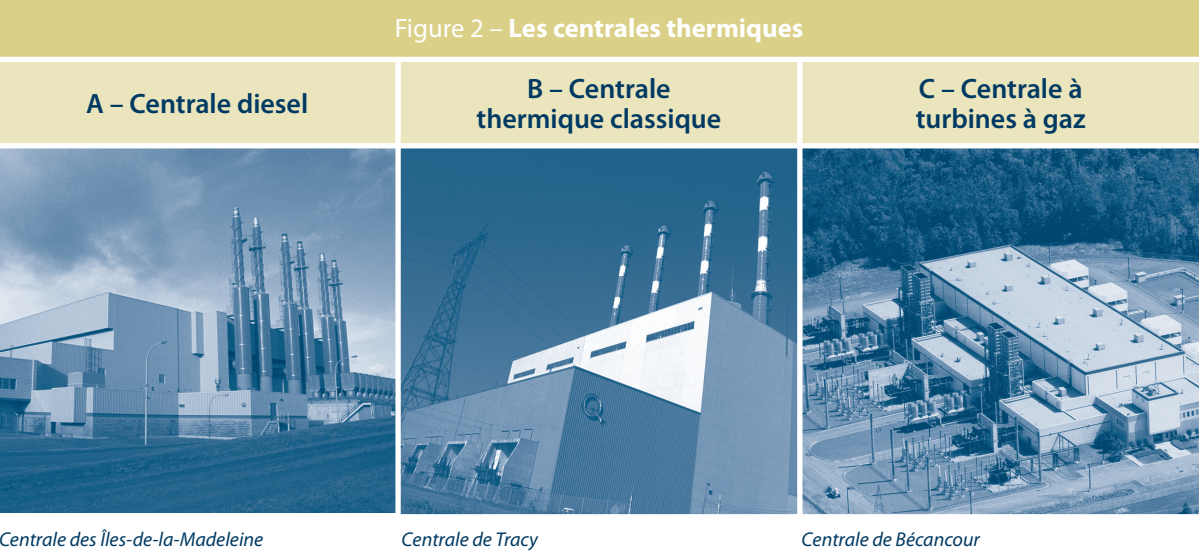 Figure 2 – Les centrales thermiques
A – Centrale diesel
B – Centrale
thermique classique
C – Centrale à
turbines à gaz
Q
Centrale des Îles-de-la-Madeleine
Centrale de Tracy
Centrale de Bécancour